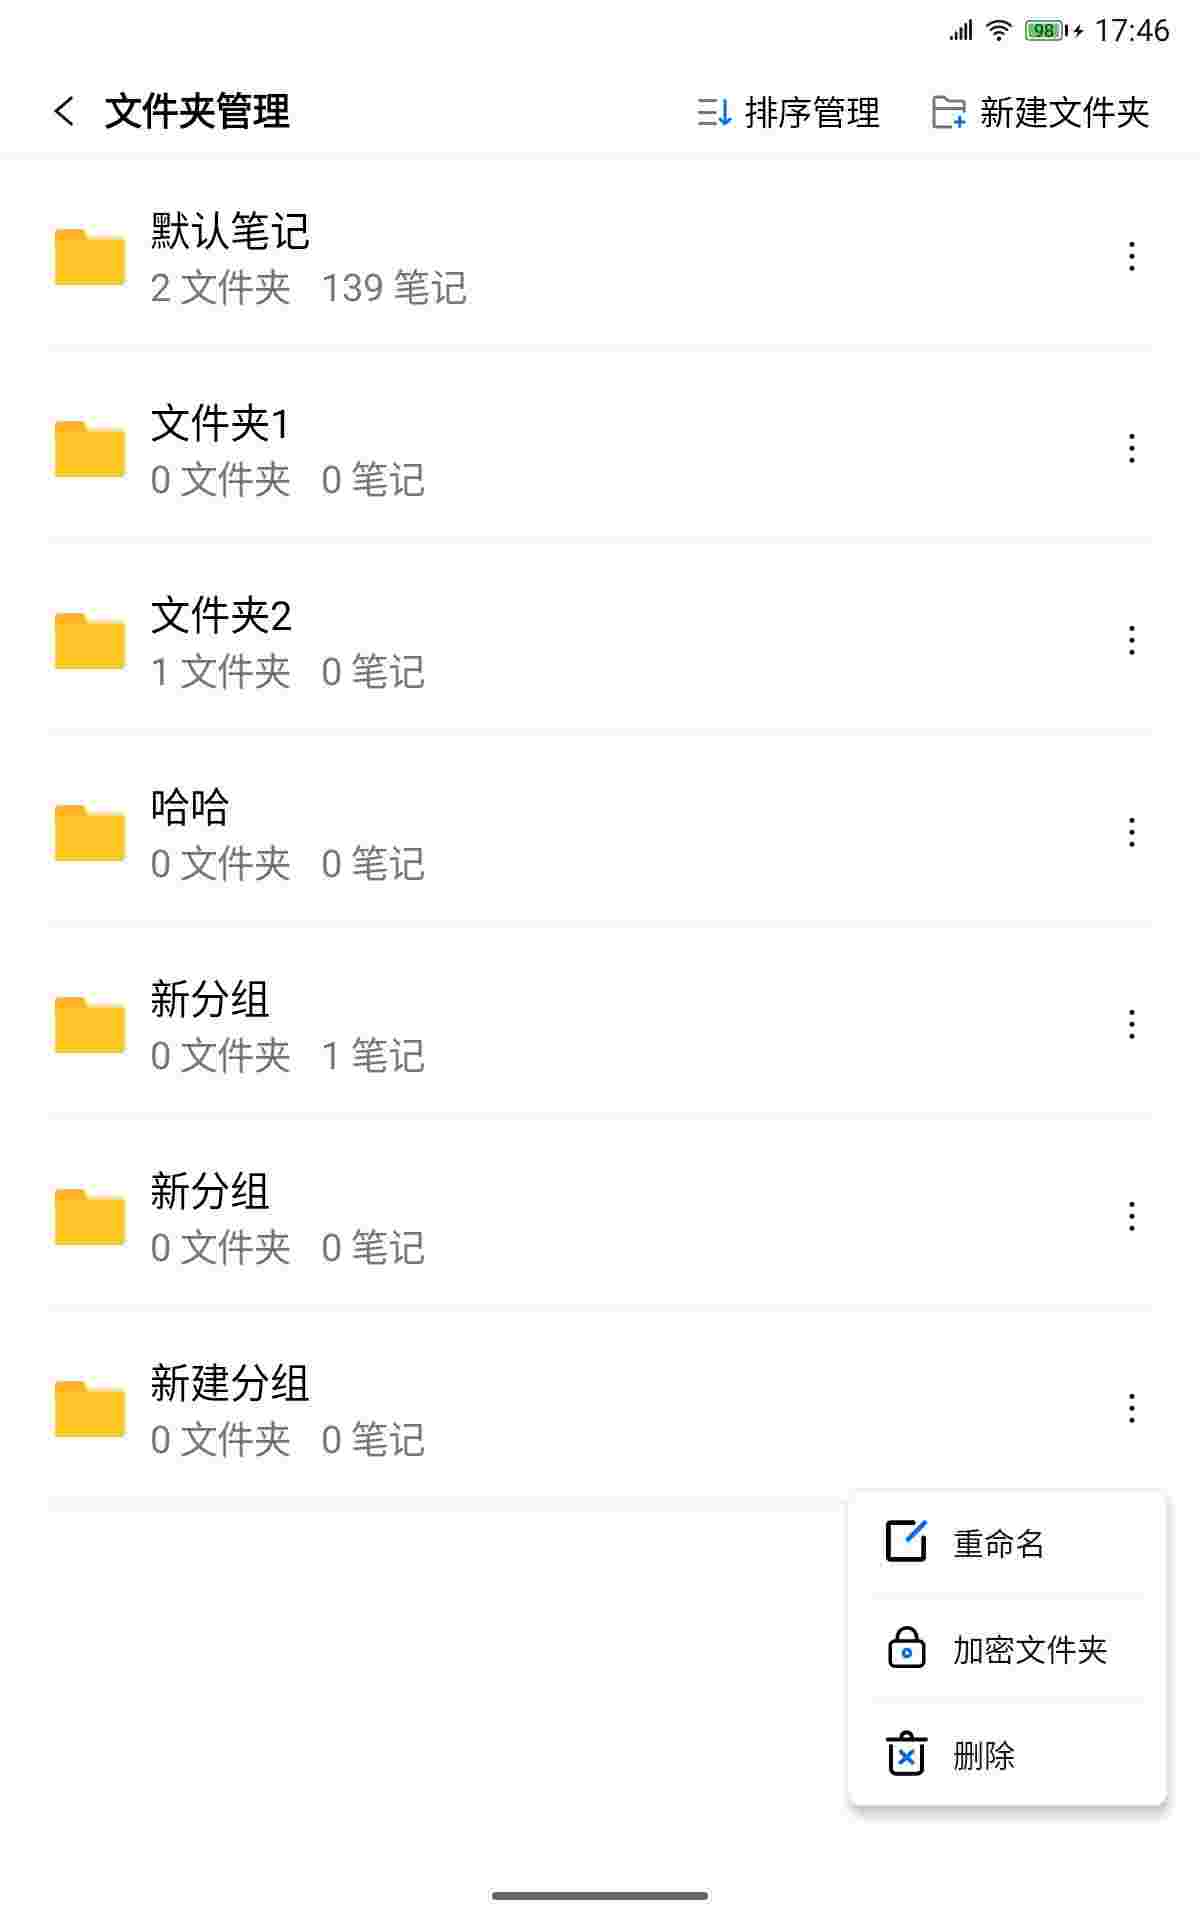 98 17:46
文件夹管理 排序管理 新建文件夹
默认笔记
2 文件夹 139 笔记
文件夹1
0 文件夹 0 笔记
文件夹2
1 文件夹 0 笔记
哈哈
0 文件夹 0 笔记
新分组
0 文件夹 1 笔记
新分组
0 文件夹 0 笔记
新建分组
0 文件夹 0 笔记
重命名
加密文件夹
删除